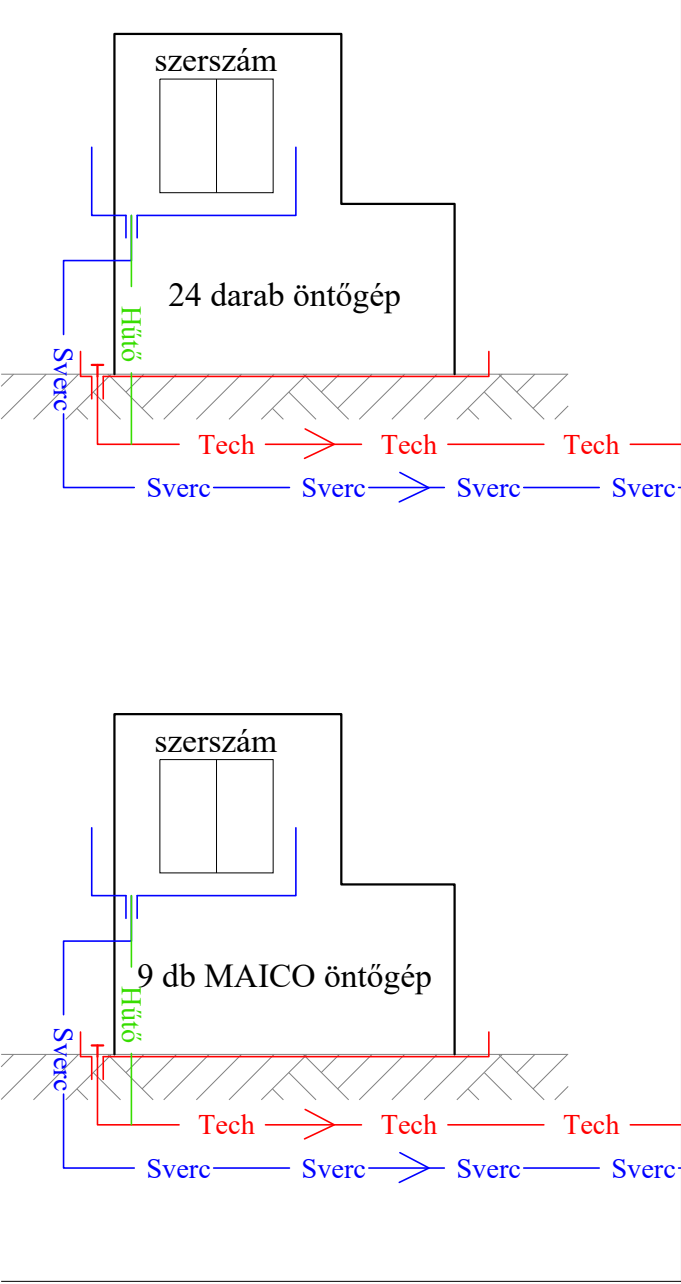 szerszám
24 darab öntőgép
Hűtő
Sverc
Tech Tech Tech
Sverc Sverc Sverc Sverc
szerszám
9 db MAICO öntőgép
Hűtő
Sverc
Tech Tech Tech
Sverc Sverc Sverc Sverc